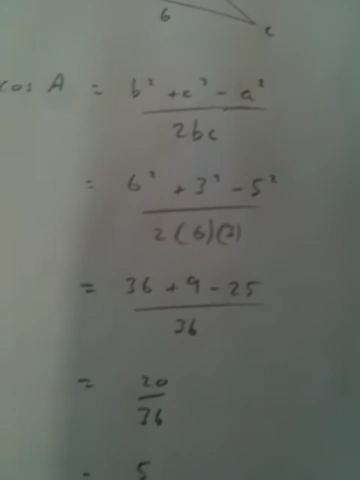 6
c
cos A = b² + c² - a² / 2bc
= 6² + 3² - 5² / 2(6)(3)
= 36 + 9 - 25 / 36
= 20 / 36
= 5